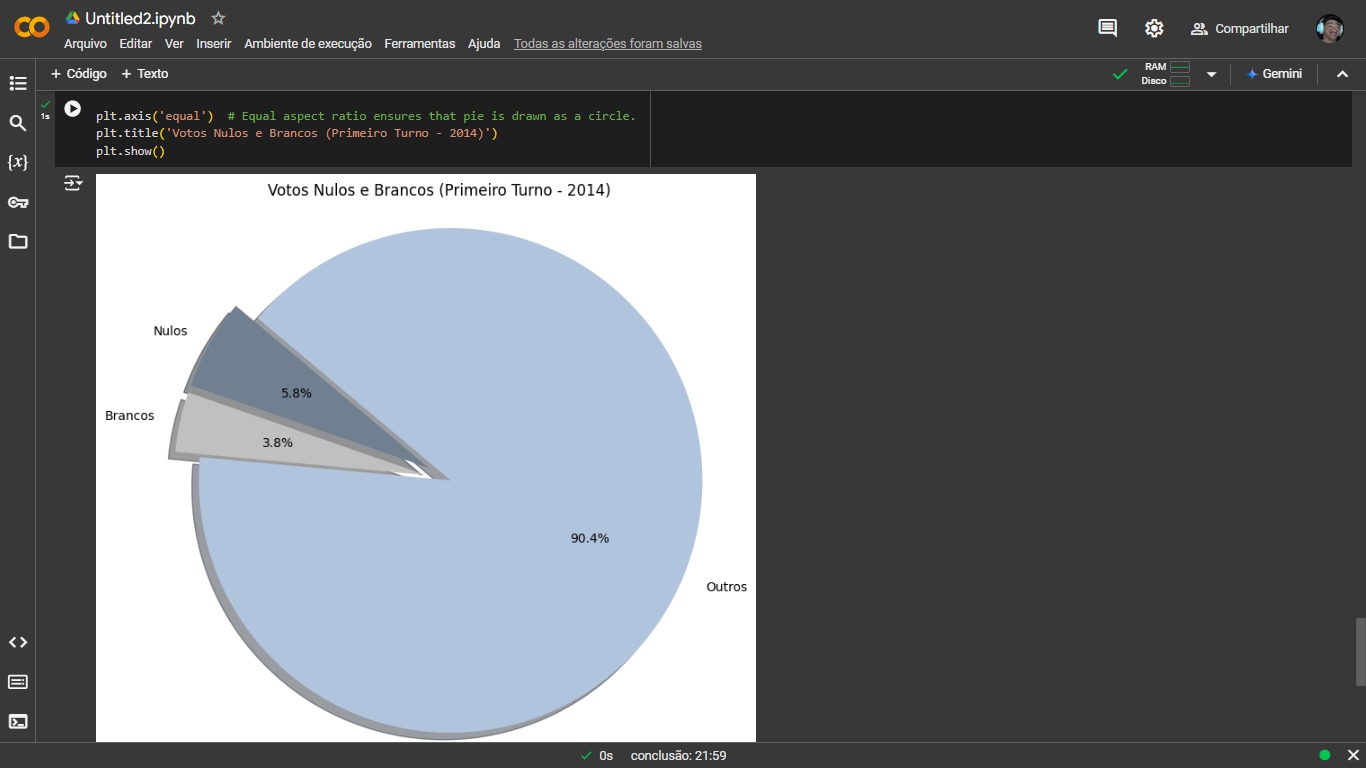 Untitled2.ipynb
Arquivo Editar Ver Inserir Ambiente de execução Ferramentas Ajuda Todas as alterações foram salvas
Compartilhar
+ Código + Texto
RAM
Disco
Gemini
1s
plt.axis('equal')  # Equal aspect ratio ensures that pie is drawn as a circle.
plt.title('Votos Nulos e Brancos (Primeiro Turno - 2014)')
plt.show()
{x}
Votos Nulos e Brancos (Primeiro Turno - 2014)
Nulos
5.8%
Brancos
3.8%
90.4%
Outros
0s conclusão: 21:59